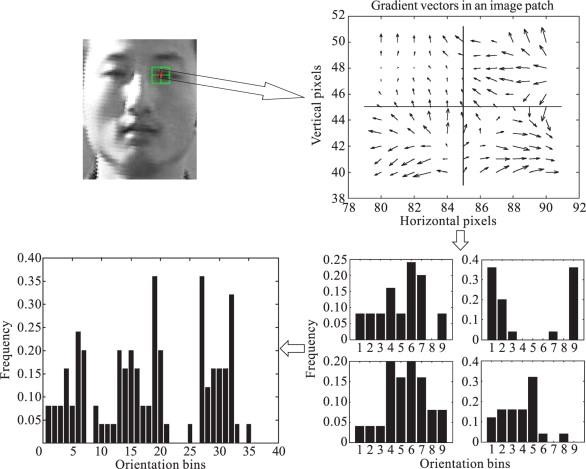 Gradient vectors in an image patch
52
50
48
46
44
42
40
38
Vertical pixels
78 80 82 84 86 88 90 92
Horizontal pixels
0.40
0.35
0.30
0.25
0.20
0.15
0.10
0.05
Frequency
0 5 10 15 20 25 30 35 40
Orientation bins
0.25
0.20
0.15
0.10
0.05
0
1 2 3 4 5 6 7 8 9
0.4
0.3
0.2
0.1
0
1 2 3 4 5 6 7 8 9
Frequency
0.20
0.15
0.10
0.05
0
1 2 3 4 5 6 7 8 9
0.4
0.3
0.2
0.1
0
1 2 3 4 5 6 7 8 9
Orientation bins